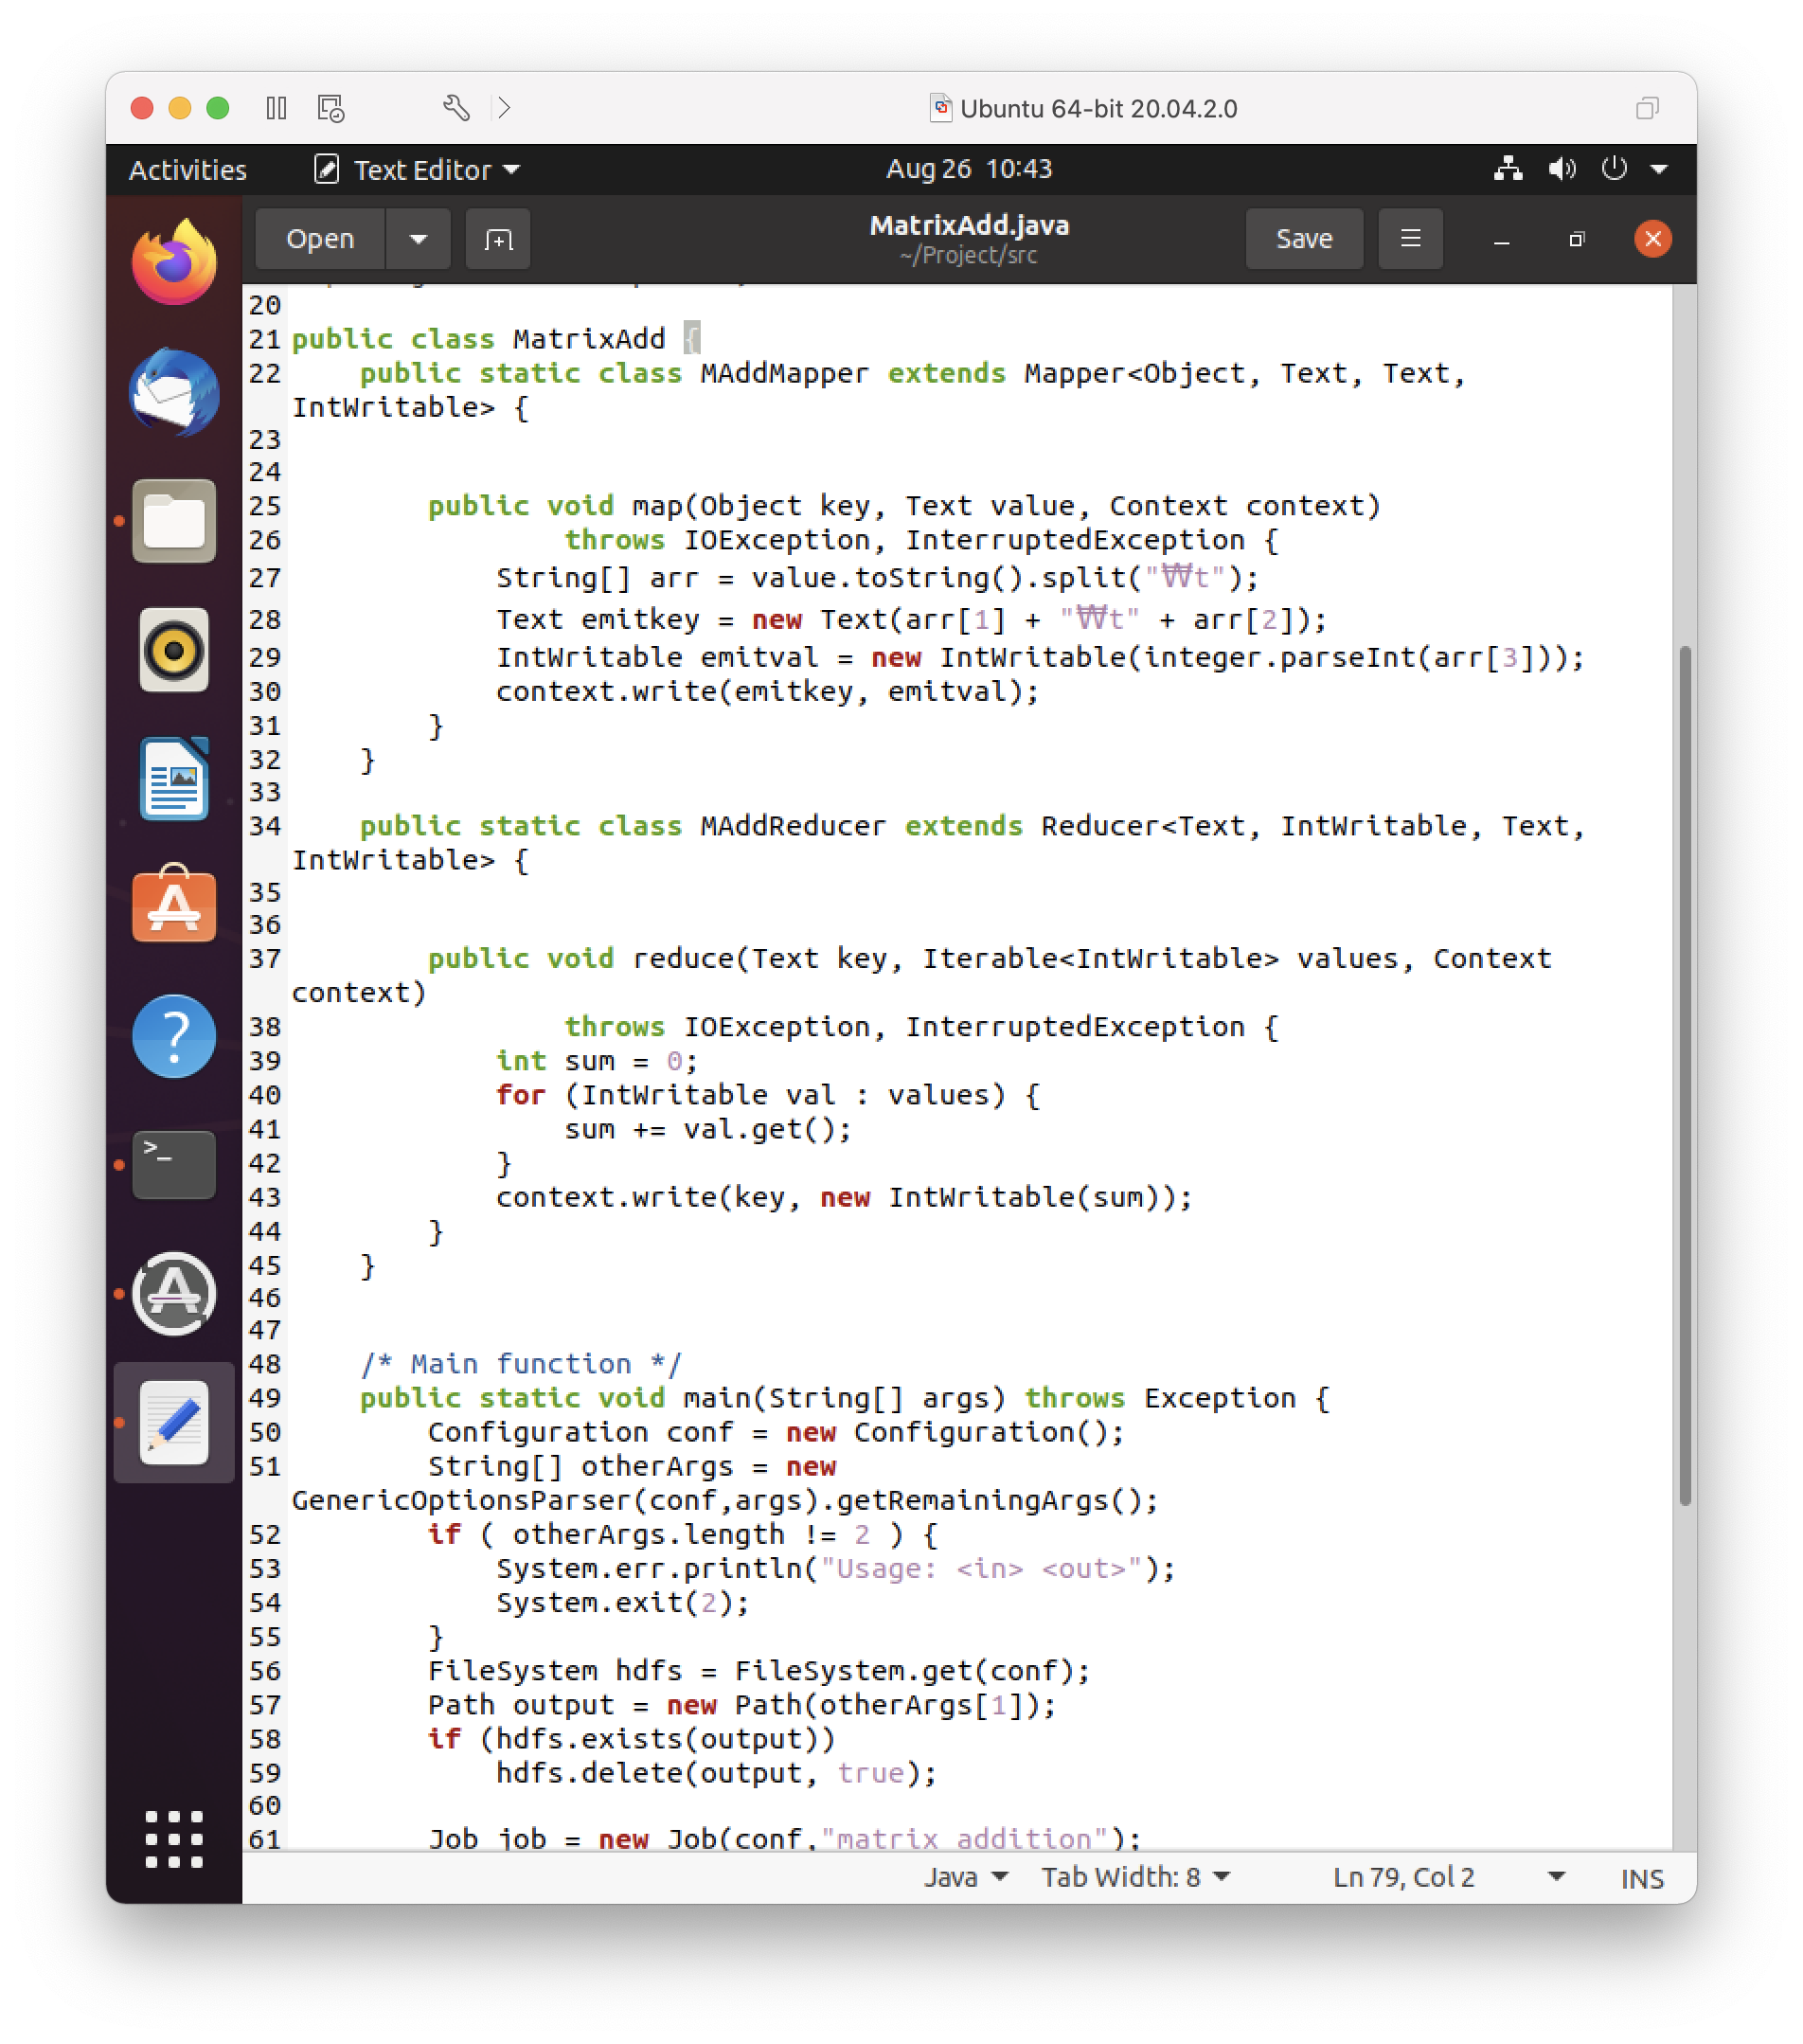 Ubuntu 64-bit 20.04.2.0
Activities Text Editor Aug 26 10:43
Open MatrixAdd.java Save
~/Project/src
20
21 public class MatrixAdd {
22     public static class MAddMapper extends Mapper<Object, Text, Text,
IntWritable> {
23
24
25         public void map(Object key, Text value, Context context)
26                 throws IOException, InterruptedException {
27             String[] arr = value.toString().split("₩t");
28             Text emitkey = new Text(arr[1] + "₩t" + arr[2]);
29             IntWritable emitval = new IntWritable(integer.parseInt(arr[3]));
30             context.write(emitkey, emitval);
31         }
32     }
33
34     public static class MAddReducer extends Reducer<Text, IntWritable, Text,
IntWritable> {
35
36
37         public void reduce(Text key, Iterable<IntWritable> values, Context
context)
38                 throws IOException, InterruptedException {
39             int sum = 0;
40             for (IntWritable val : values) {
41                 sum += val.get();
42             }
43             context.write(key, new IntWritable(sum));
44         }
45     }
46
47
48     /* Main function */
49     public static void main(String[] args) throws Exception {
50         Configuration conf = new Configuration();
51         String[] otherArgs = new
GenericOptionsParser(conf,args).getRemainingArgs();
52         if ( otherArgs.length != 2 ) {
53             System.err.println("Usage: <in> <out>");
54             System.exit(2);
55         }
56         FileSystem hdfs = FileSystem.get(conf);
57         Path output = new Path(otherArgs[1]);
58         if (hdfs.exists(output))
59             hdfs.delete(output, true);
60
61         Job job = new Job(conf,"matrix addition");
Java Tab Width: 8 Ln 79, Col 2 INS